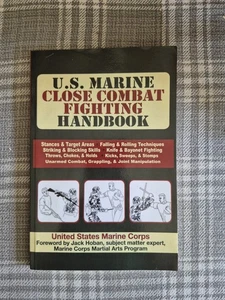 U.S. MARINE
CLOSE COMBAT
FIGHTING
HANDBOOK
Stances & Target Areas Falling & Rolling Techniques
Striking & Blocking Skills Knife & Bayonet Fighting
Throws, Chokes, & Holds Kicks, Sweeps, & Stomps
Unarmed Combat, Grappling, & Joint Manipulation
United States Marine Corps
Foreword by Jack Hoban, subject matter expert,
Marine Corps Martial Arts Program